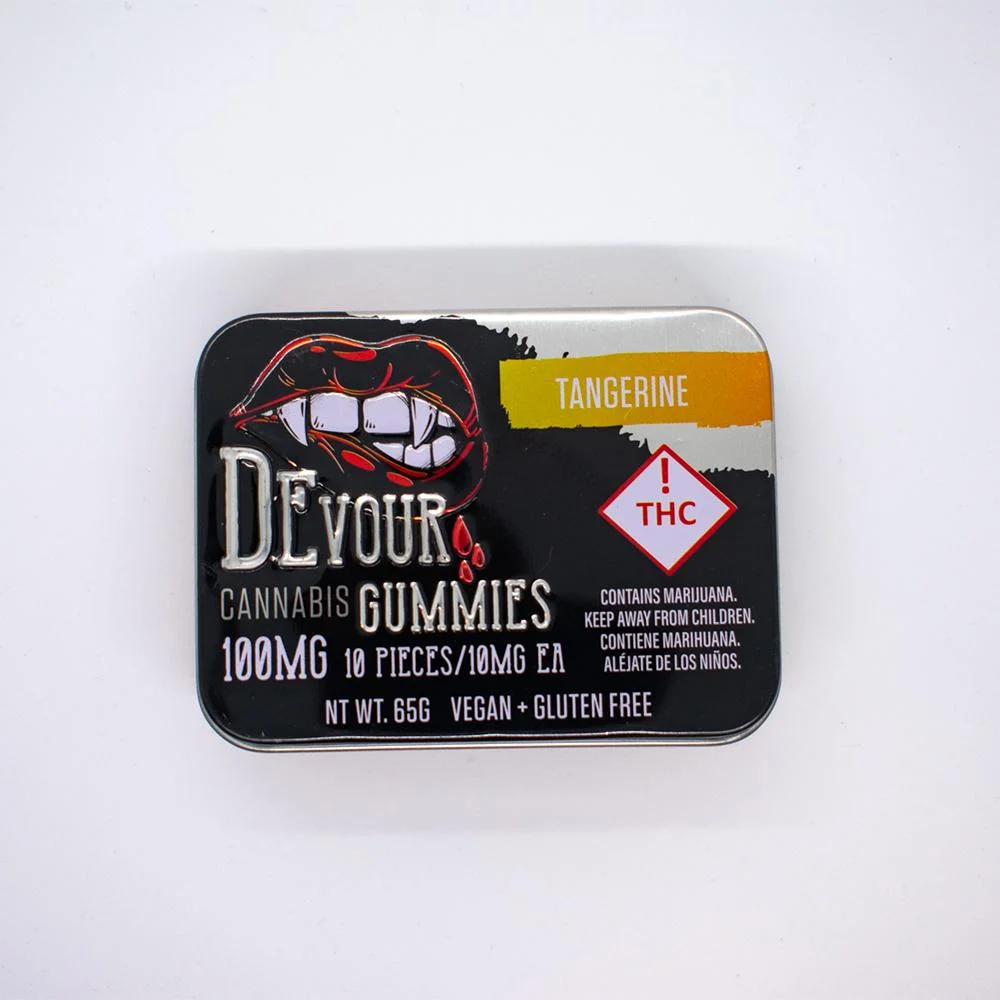 TANGERINE
DEVOUR
CANNABIS GUMMIES
100MG 10 PIECES/10MG EA
NT WT. 65G VEGAN + GLUTEN FREE
!
THC
CONTAINS MARIJUANA.
KEEP AWAY FROM CHILDREN.
CONTIENE MARIHUANA.
ALÉJATE DE LOS NIÑOS.